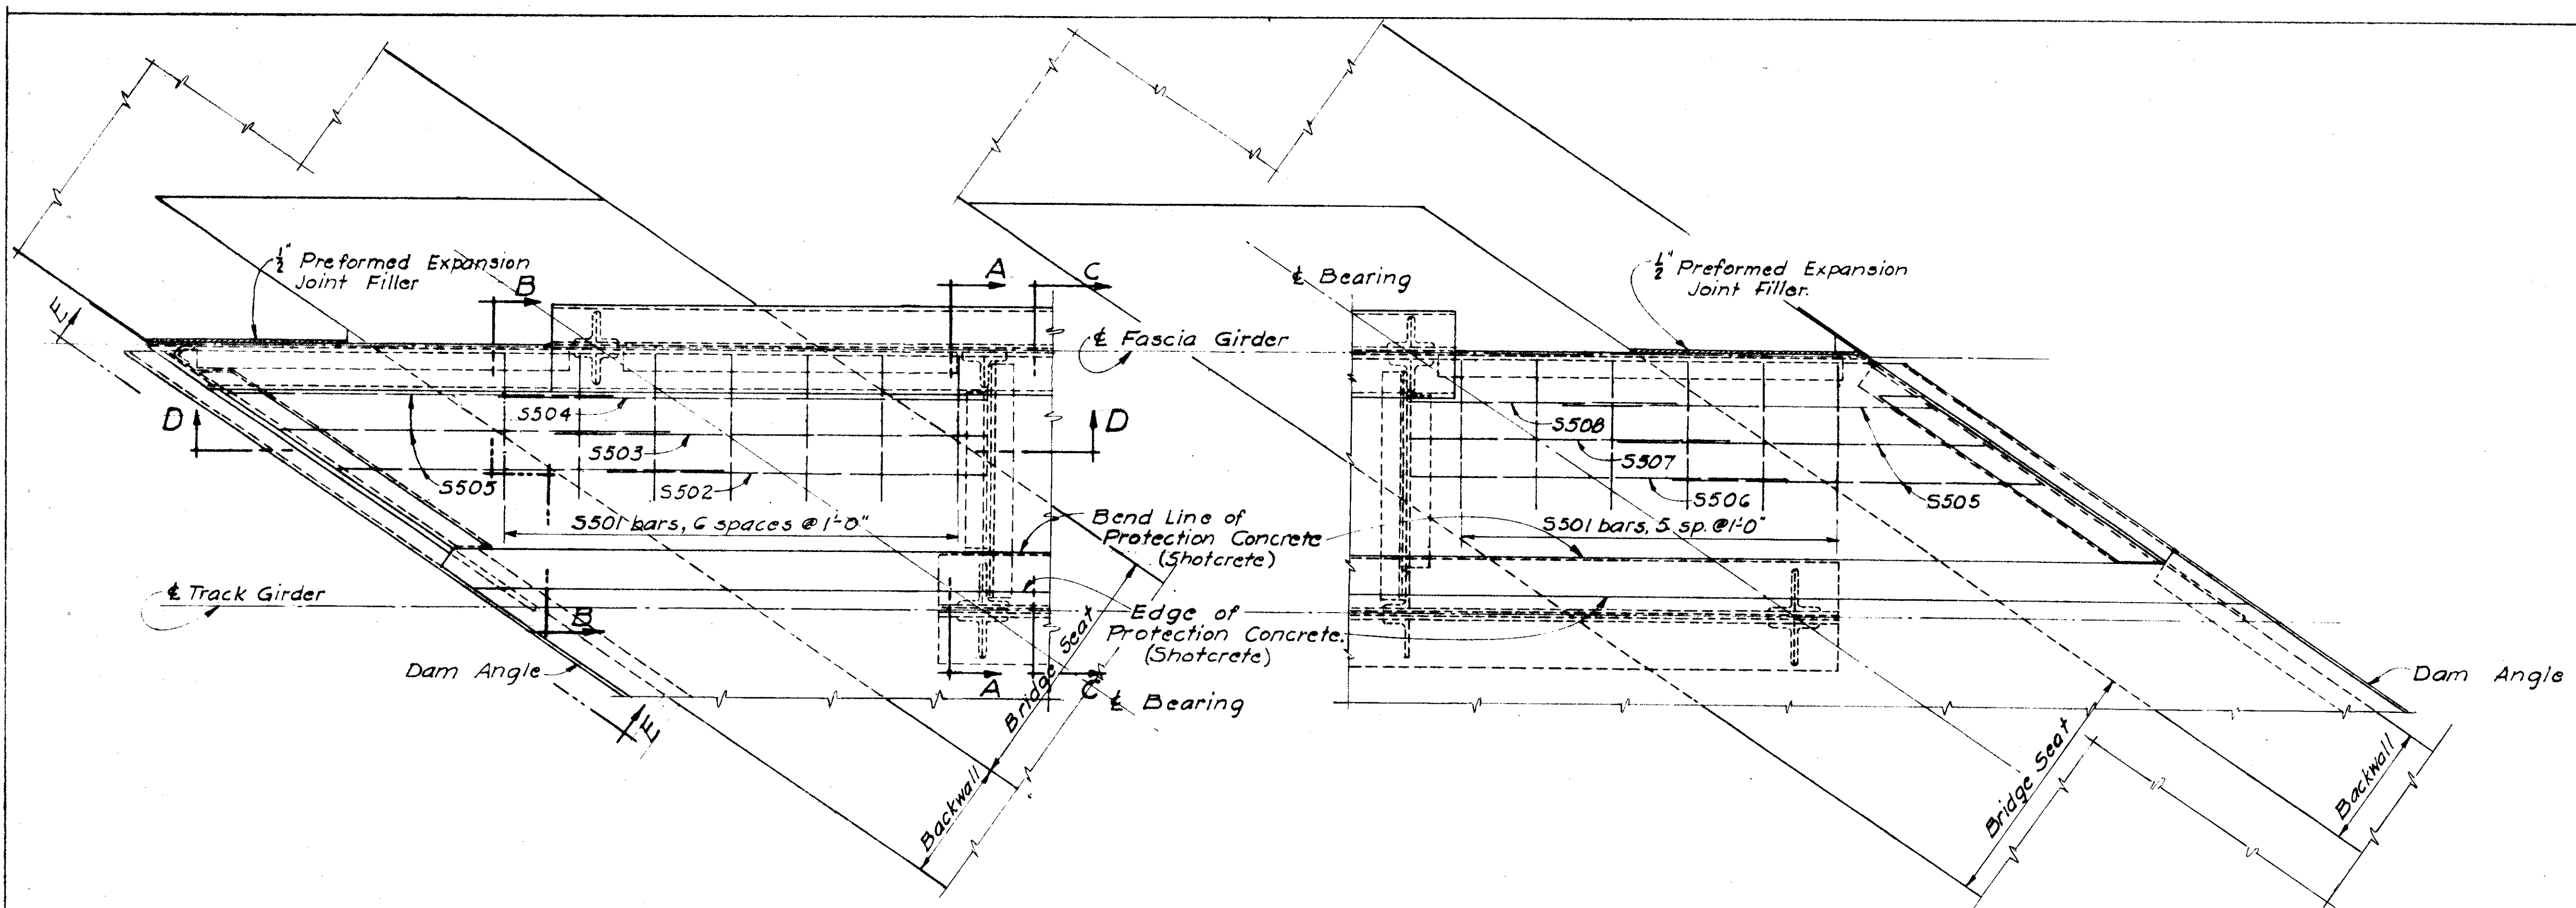 ½" Preformed Expansion
Joint Filler
B
A
C
℄ Bearing
½" Preformed Expansion
Joint Filler.
E
℄ Fascia Girder
D
D
S504
S503
S505
S502
S508
S507
S506
S505
S501 bars, 6 spaces @ 1'-0"
Bend Line of
Protection Concrete
(Shotcrete)
S501 bars, 5 sp. @ 1'-0"
℄ Track Girder
B
Edge of
Protection Concrete.
(Shotcrete)
Dam Angle
A
C
℄ Bearing
E
Bridge Seat
Backwall
Dam Angle
Bridge Seat
Backwall